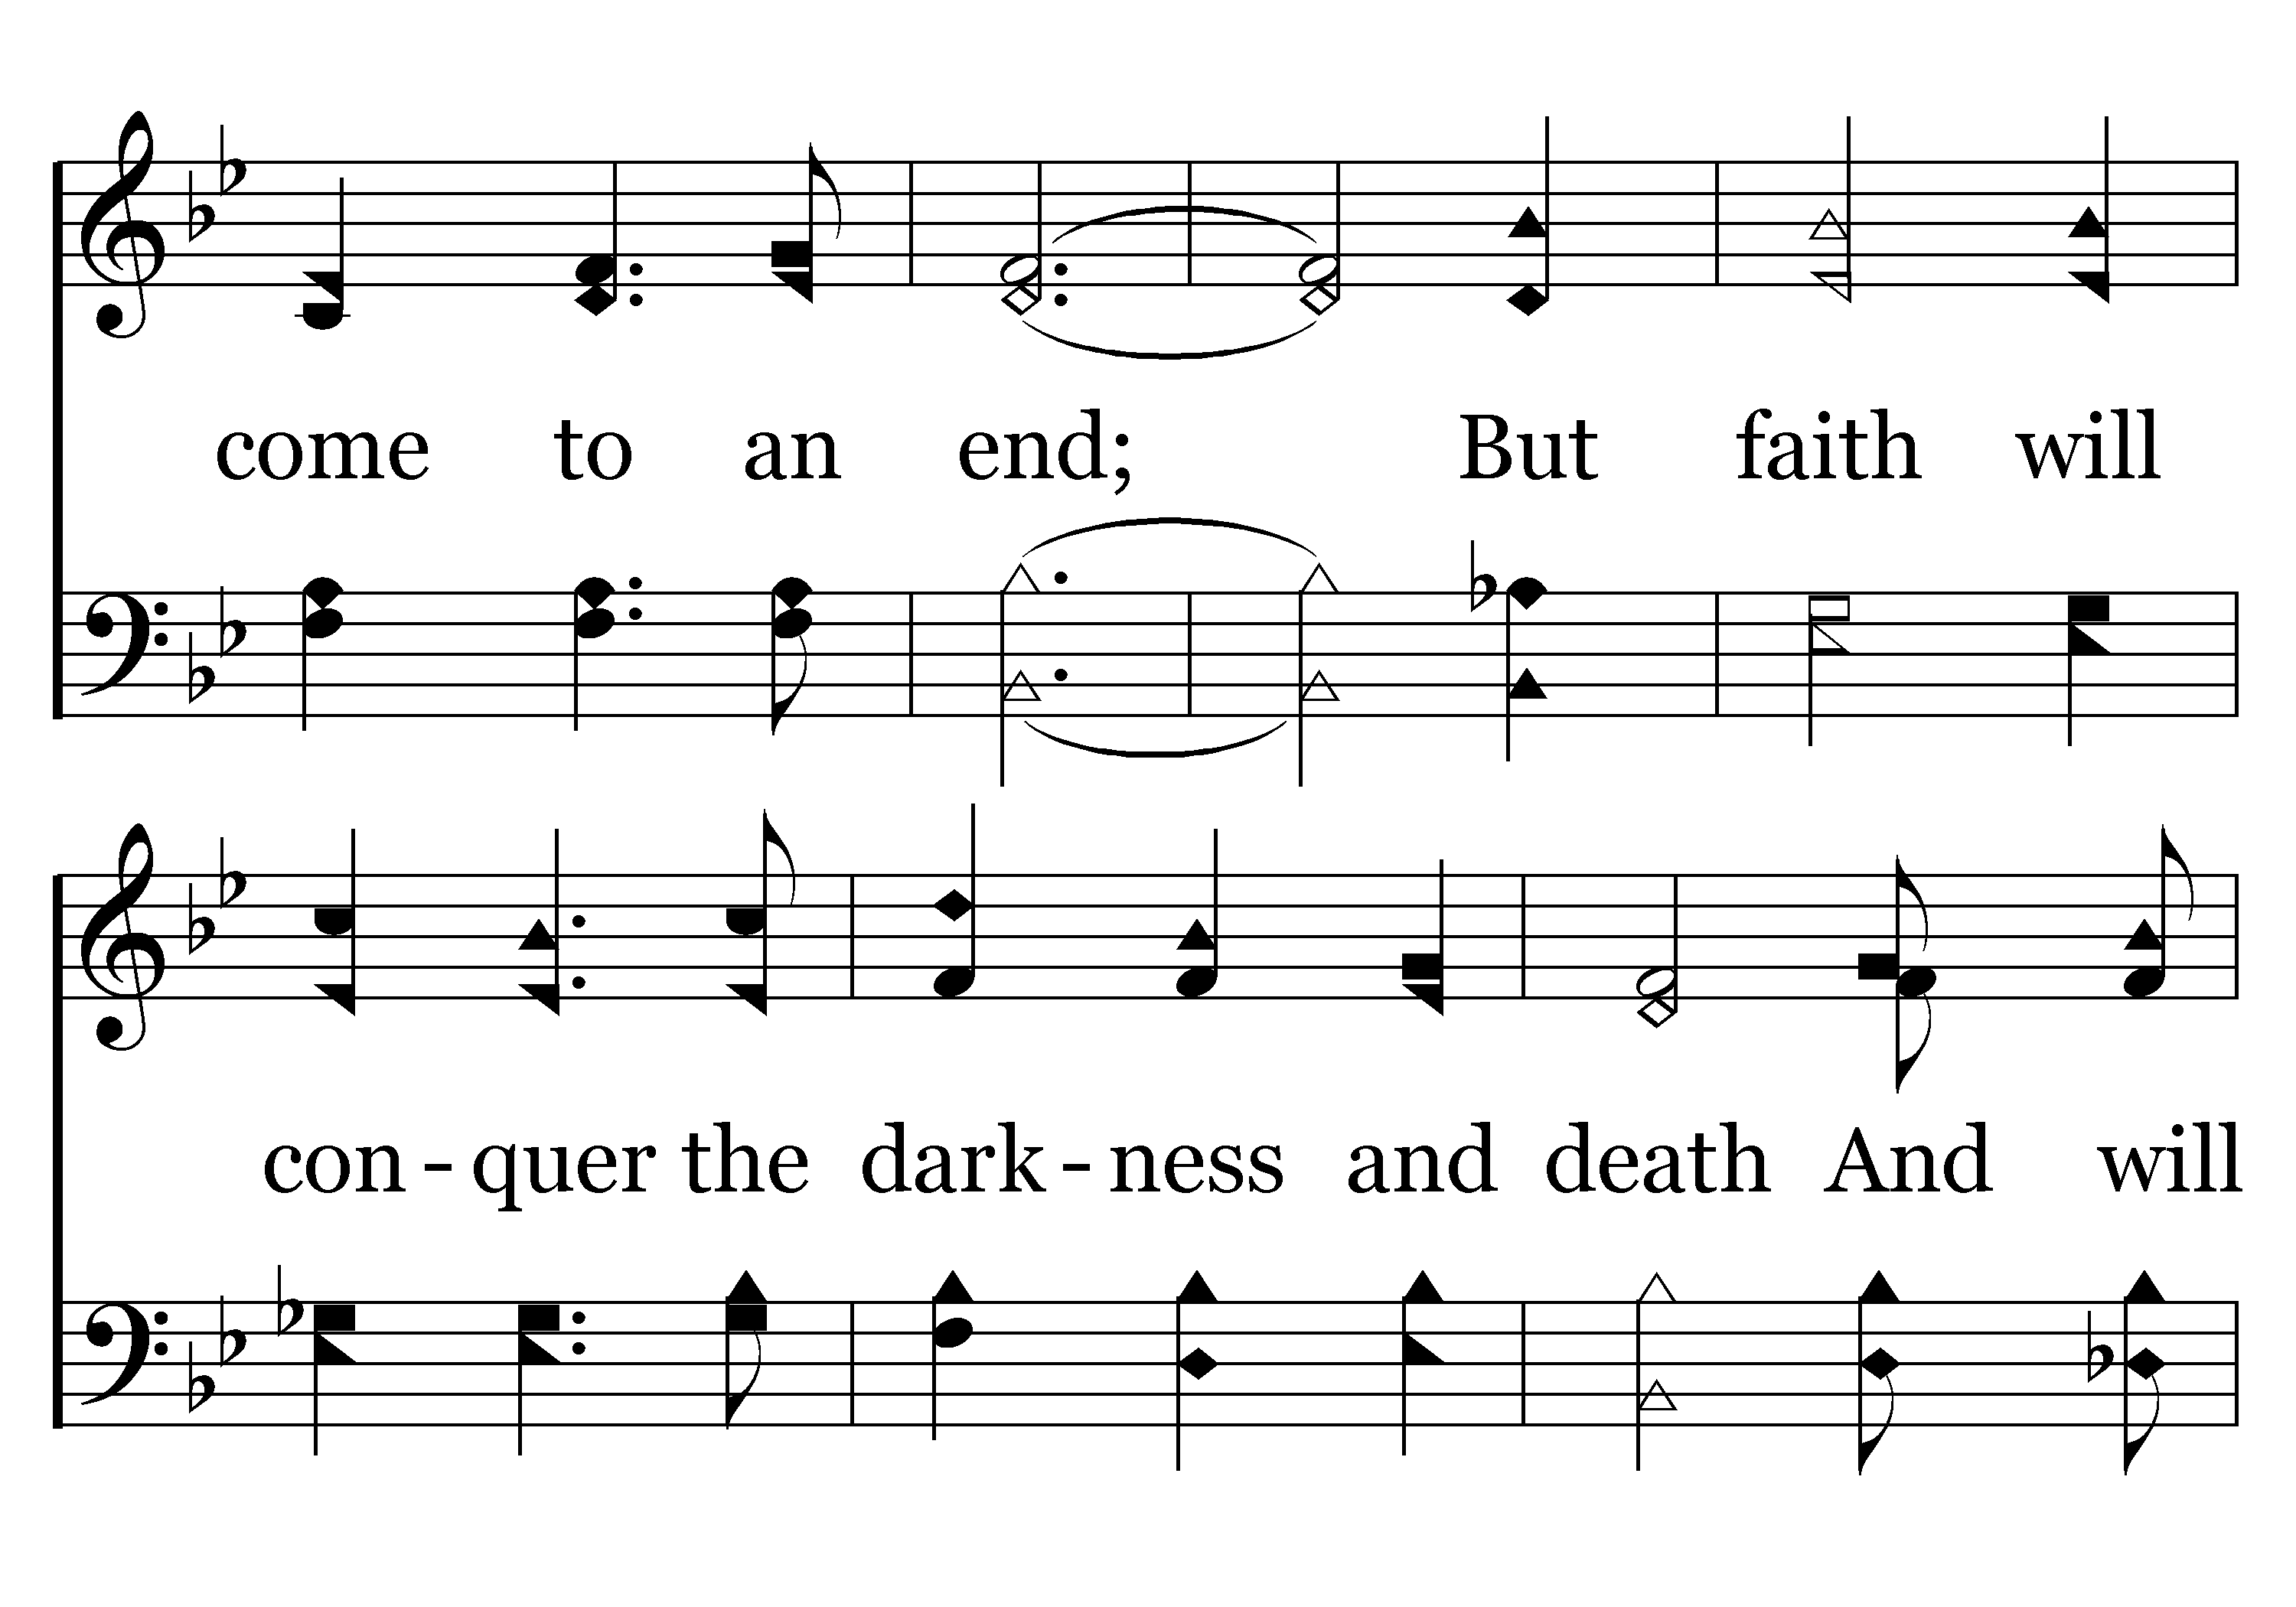 come to an end; But faith will
con - quer the dark - ness and death And will